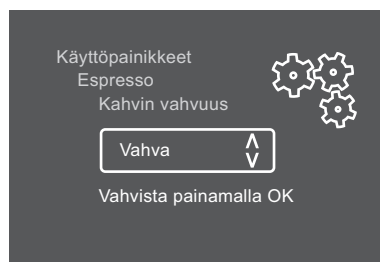 Käyttöpainikkeet
Espresso
Kahvin vahvuus
Vahva
Vahvista painamalla OK